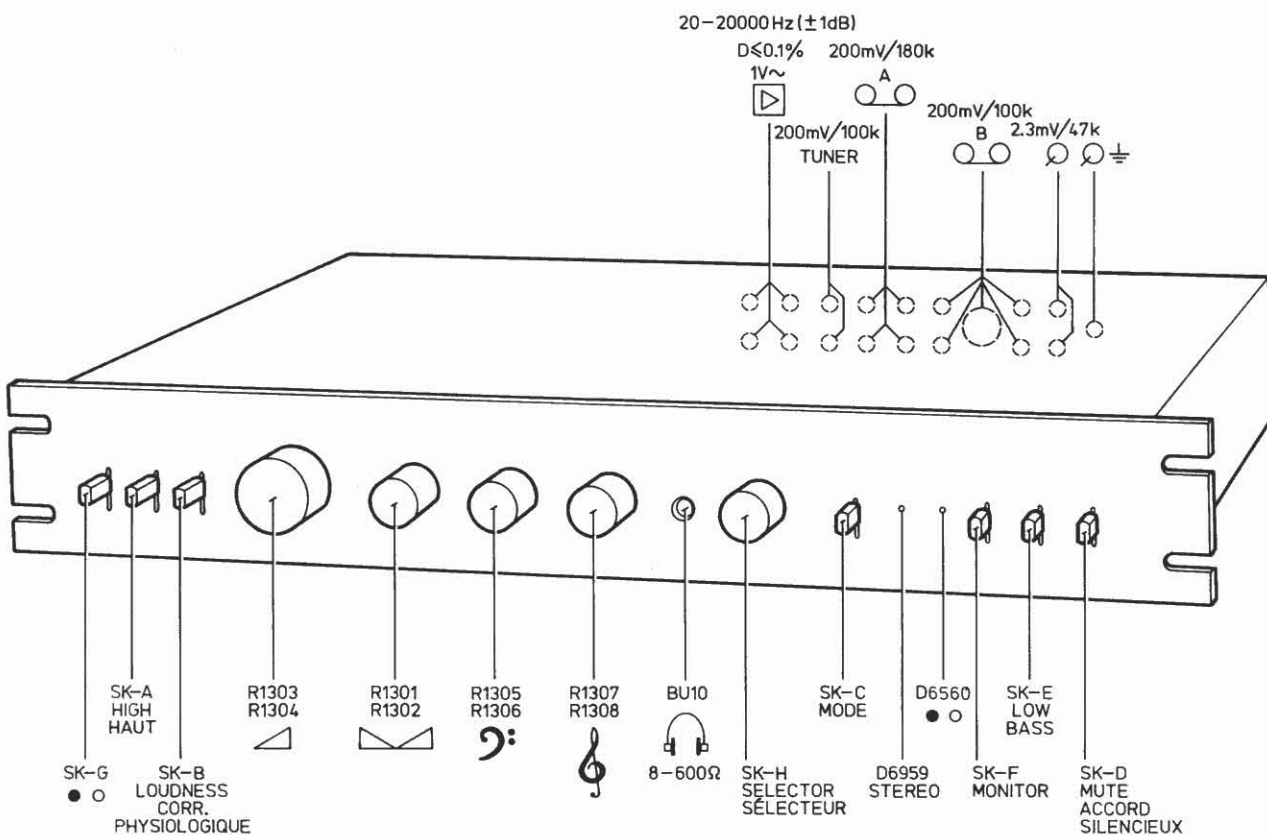 20-20000Hz (±1dB)
D≤0.1%
1V~
200mV/180k
A
200mV/100k
TUNER
200mV/100k
B
2.3mV/47k
SK-G
SK-A
HIGH
HAUT
SK-B
LOUDNESS
CORR.
PHYSIOLOGIQUE
R1303
R1304
R1301
R1302
R1305
R1306
R1307
R1308
BU10
8-600Ω
SK-H
SELECTOR
SÉLECTEUR
SK-C
MODE
D6959
STEREO
D6560
SK-F
MONITOR
SK-E
LOW
BASS
SK-D
MUTE
ACCORD
SILENCIEUX